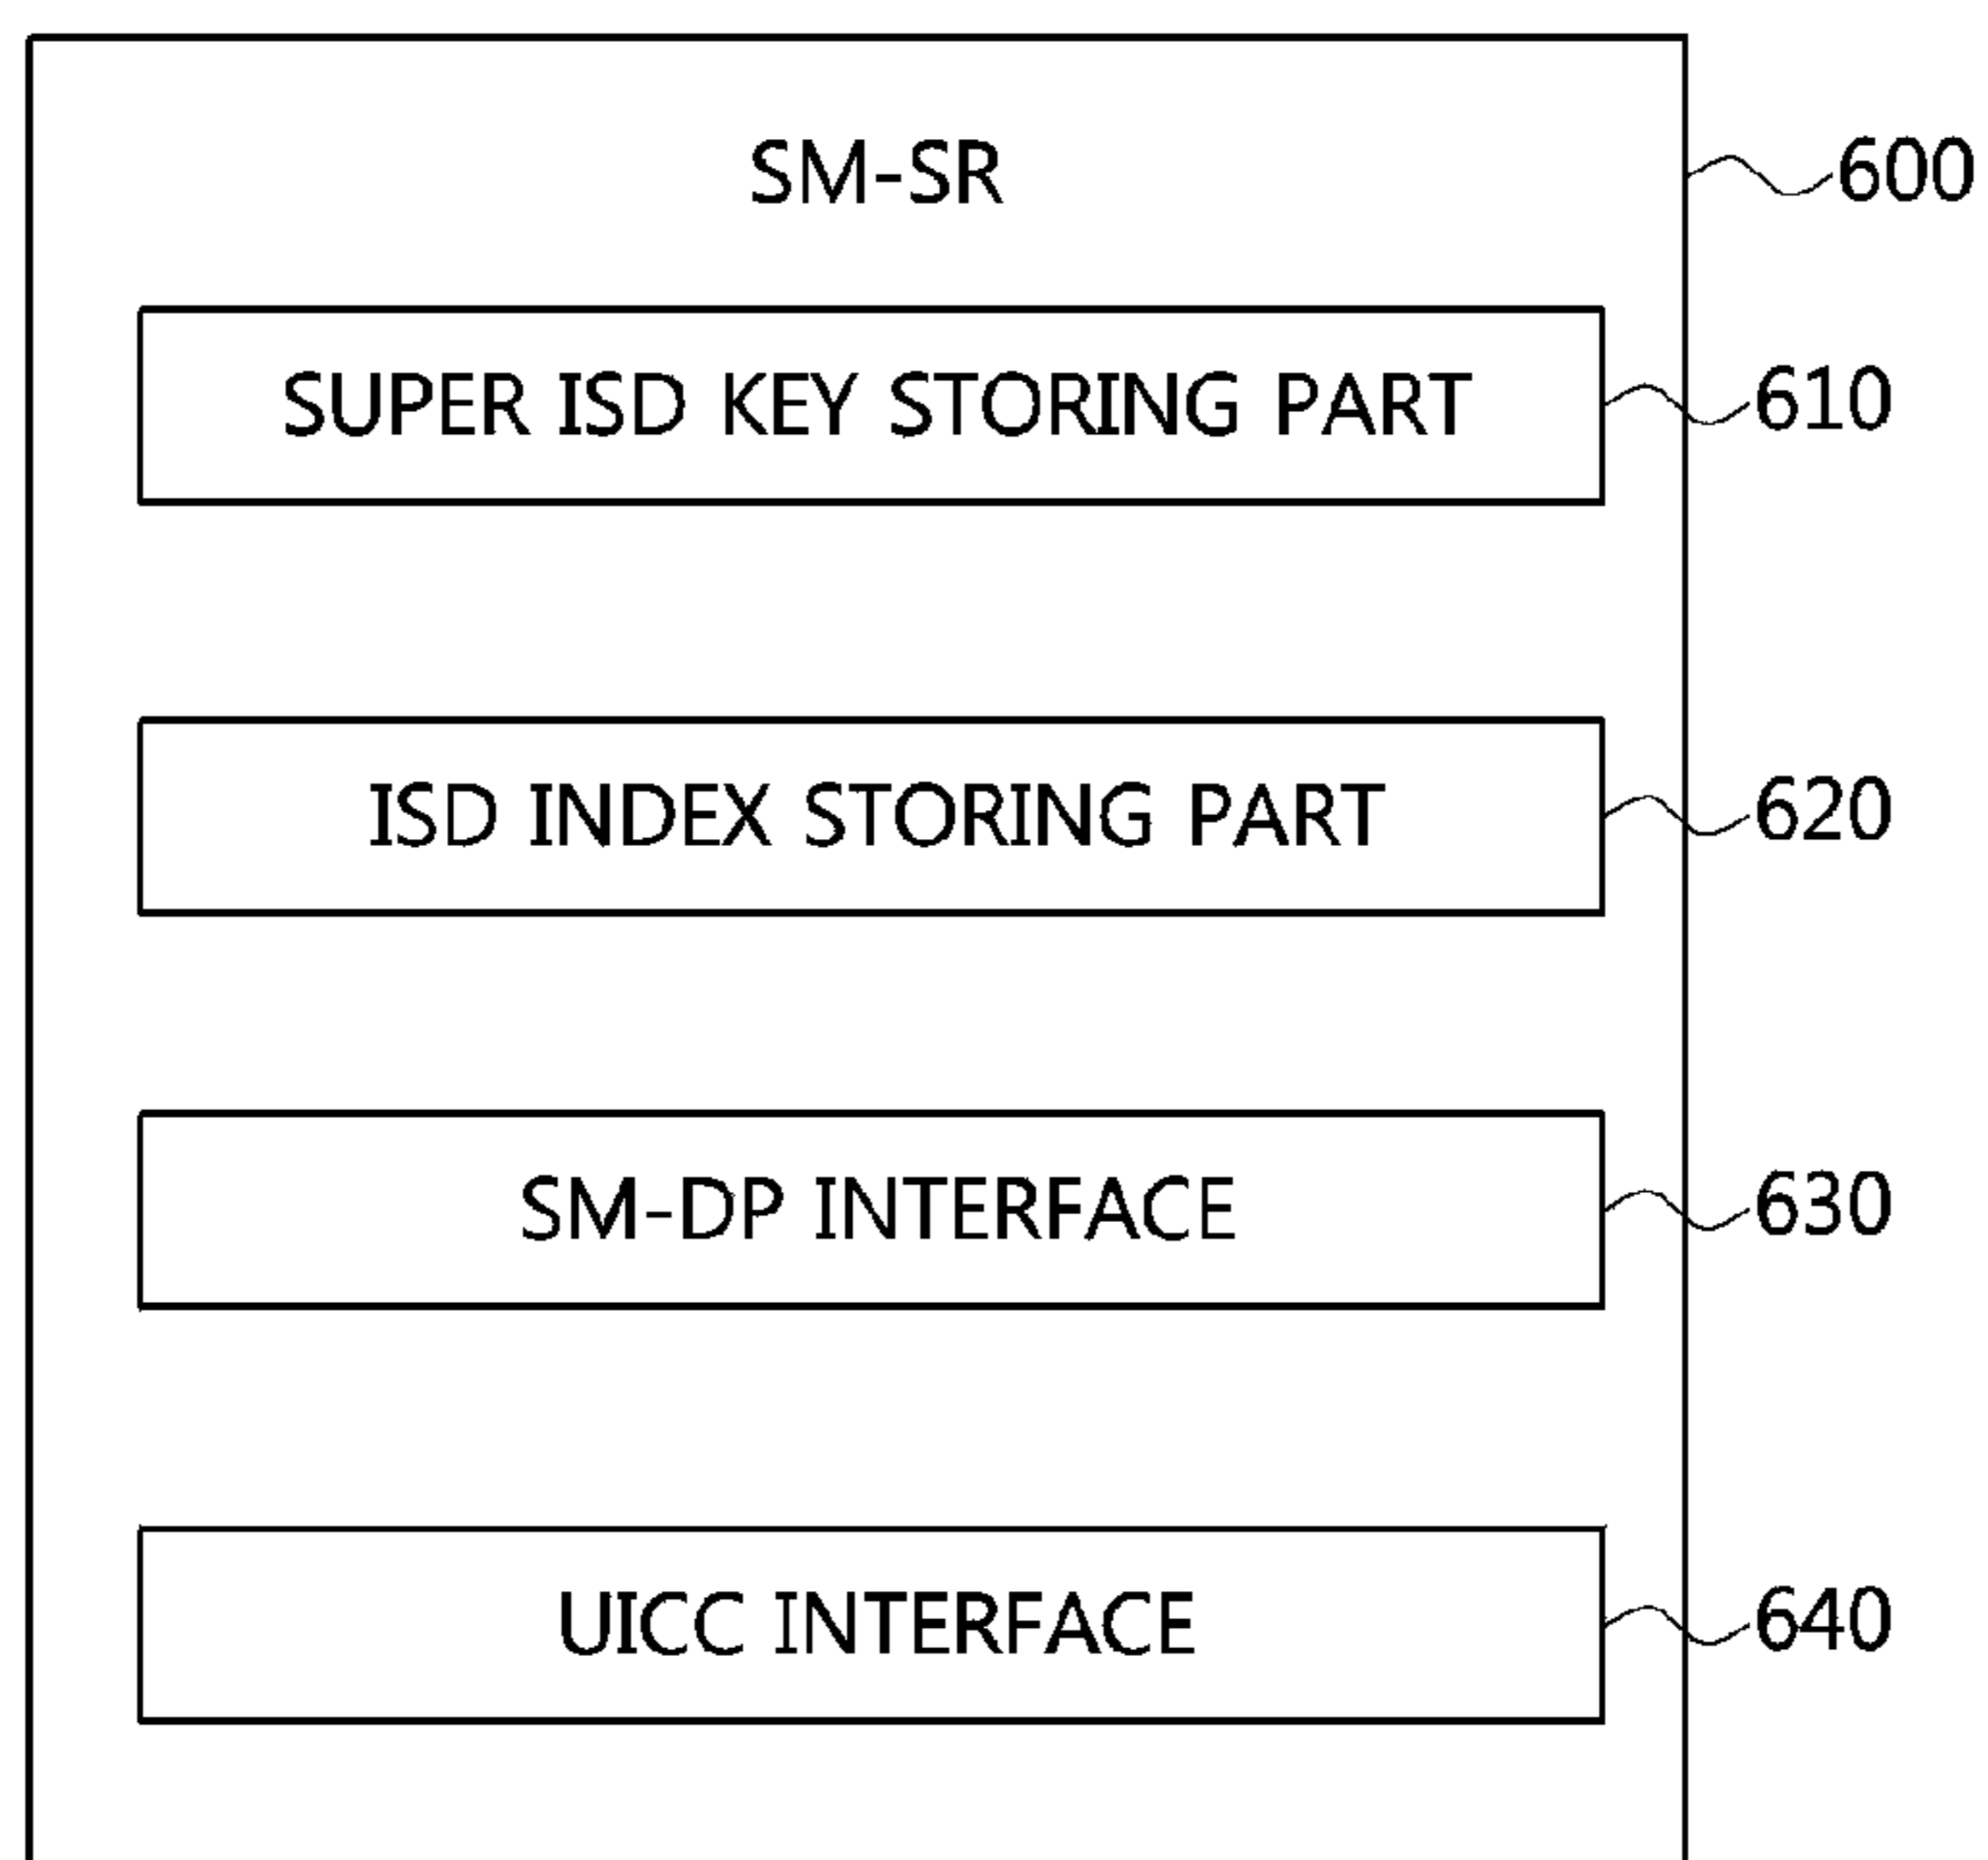 SM-SR
600
SUPER ISD KEY STORING PART
610
ISD INDEX STORING PART
620
SM-DP INTERFACE
630
UICC INTERFACE
640